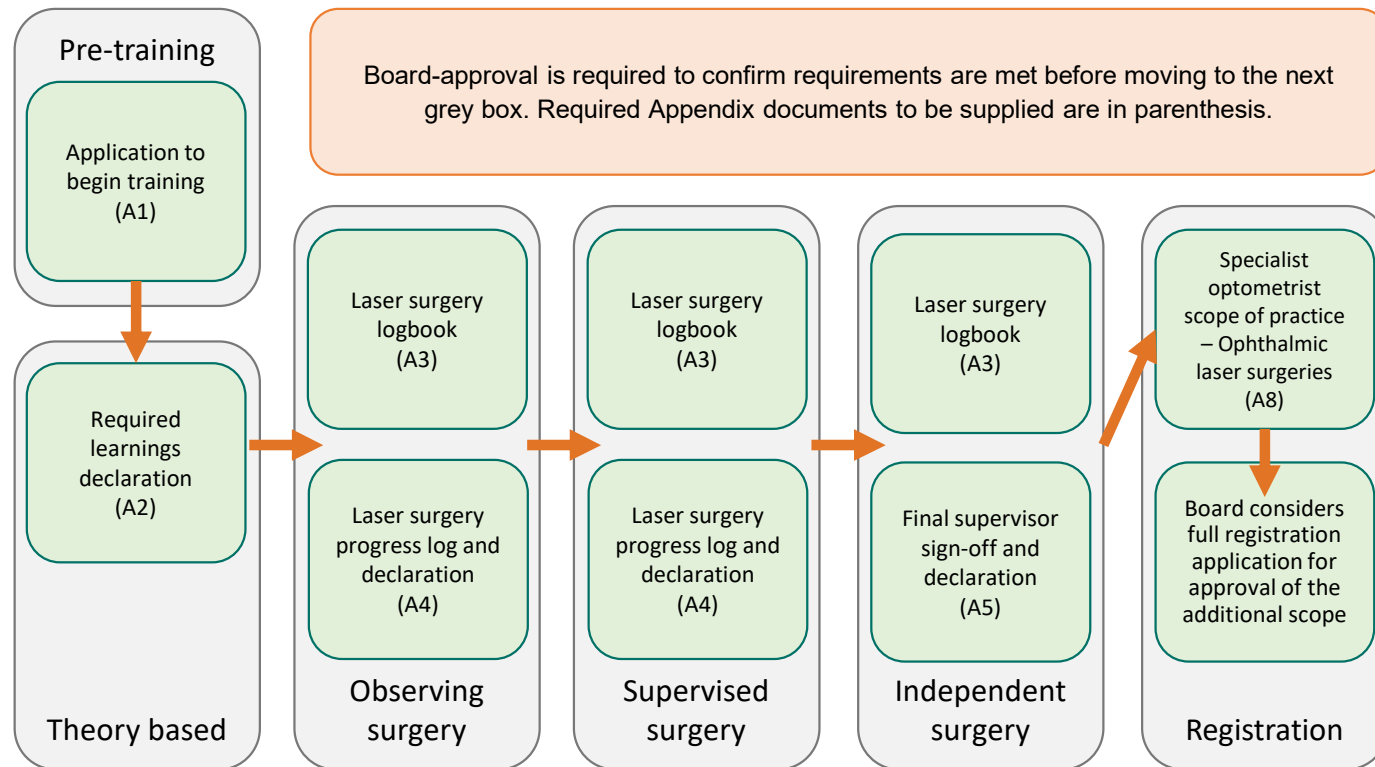 Pre-training
Application to
begin training
(A1)
Board-approval is required to confirm requirements are met before moving to the next
grey box. Required Appendix documents to be supplied are in parenthesis.
Required
learnings
declaration
(A2)
Theory based
Laser surgery
logbook
(A3)
Laser surgery
progress log and
declaration
(A4)
Observing
surgery
Laser surgery
logbook
(A3)
Laser surgery
progress log and
declaration
(A4)
Supervised
surgery
Laser surgery
logbook
(A3)
Final supervisor
sign-off and
declaration
(A5)
Independent
surgery
Specialist
optometrist
scope of practice
– Ophthalmic
laser surgeries
(A8)
Board considers
full registration
application for
approval of the
additional scope
Registration